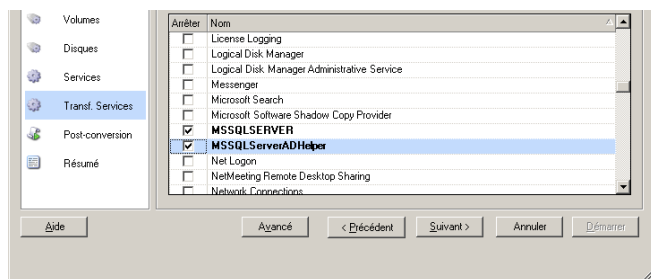 Volumes
Disques
Services
Transf. Services
Post-conversion
Résumé
Arrêter Nom
License Logging
Logical Disk Manager
Logical Disk Manager Administrative Service
Messenger
Microsoft Search
Microsoft Software Shadow Copy Provider
MSSQLSERVER
MSSQLServerADHelper
Net Logon
NetMeeting Remote Desktop Sharing
Network Connections
Aide Avancé < Précédent Suivant > Annuler Démarrer